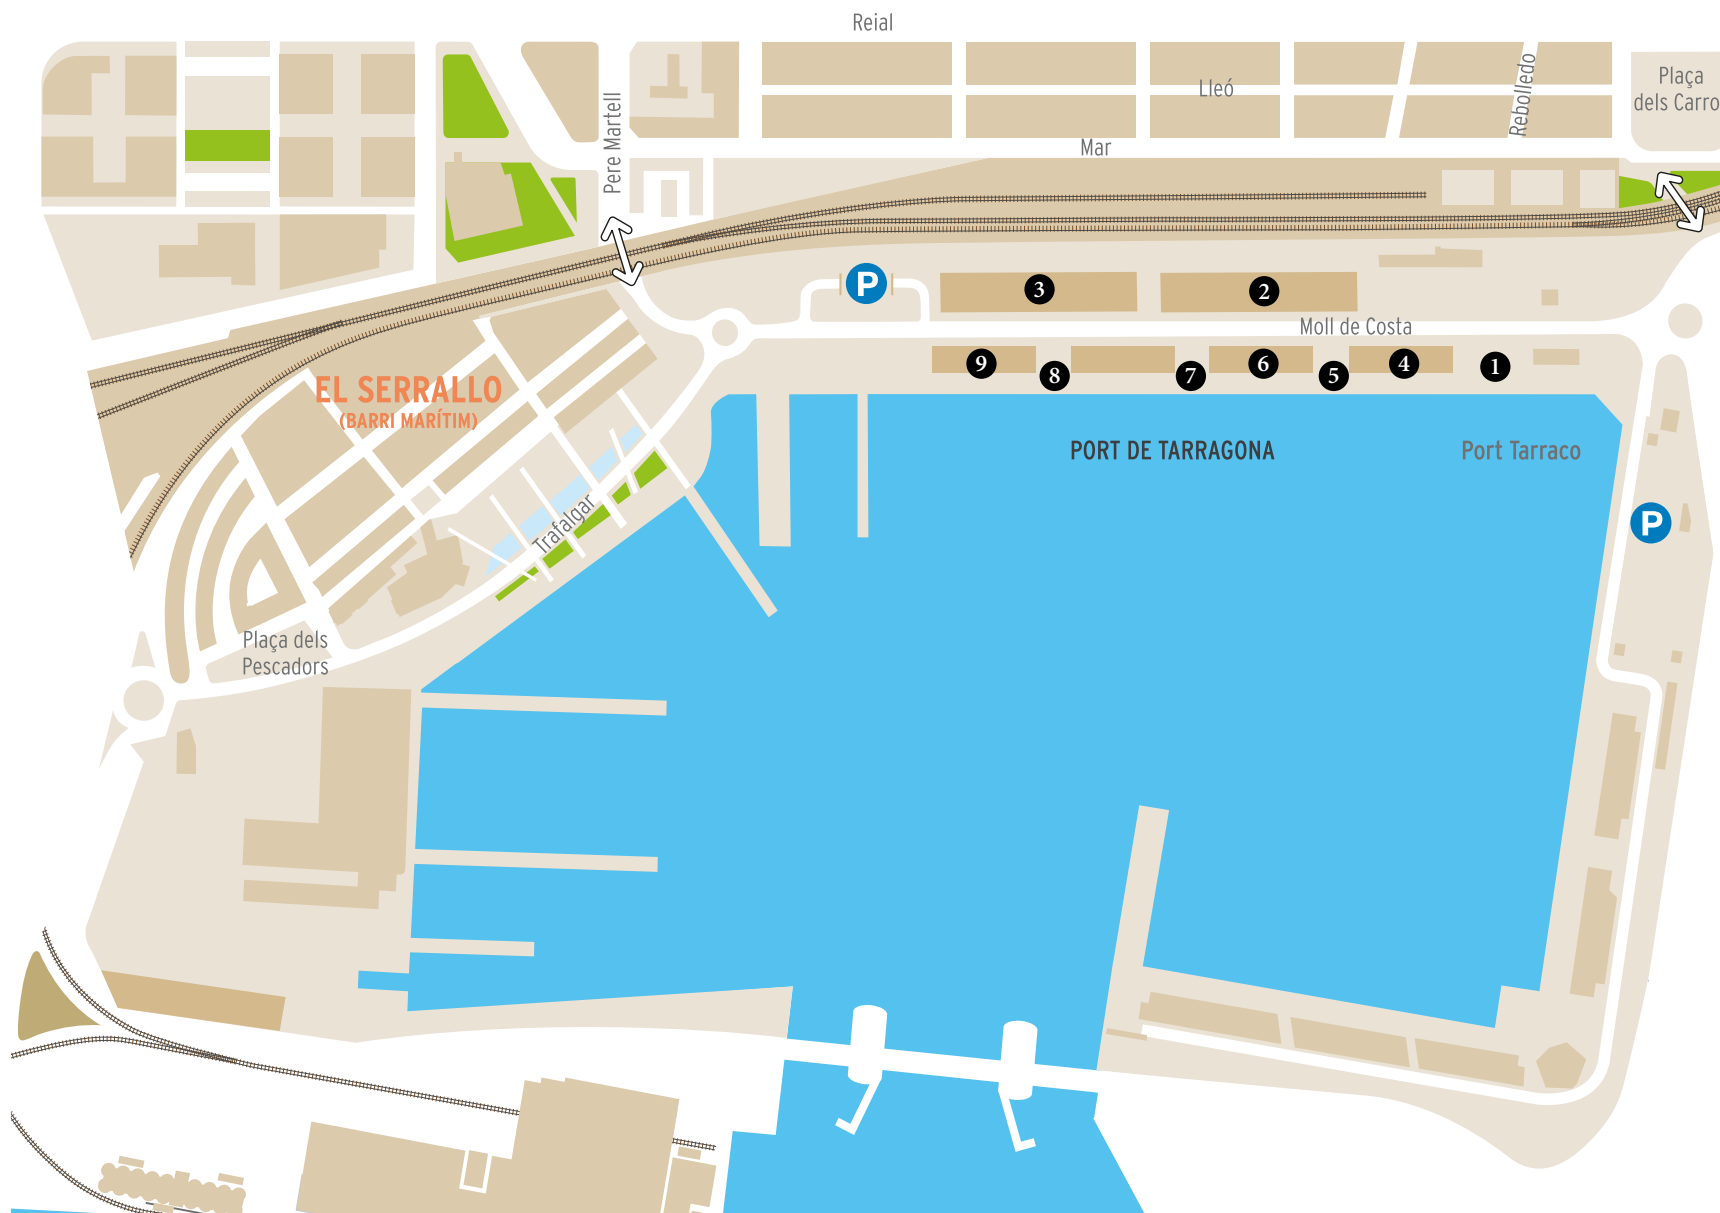 Reial
Pere Martell
Lleó
Rebolledo
Plaça
dels Carro
Mar
P
3
2
Moll de Costa
9
8
7
6
5
4
1
EL SERRALLO
(BARRI MARÍTIM)
PORT DE TARRAGONA
Port Tarraco
Trafalgar
P
Plaça dels
Pescadors